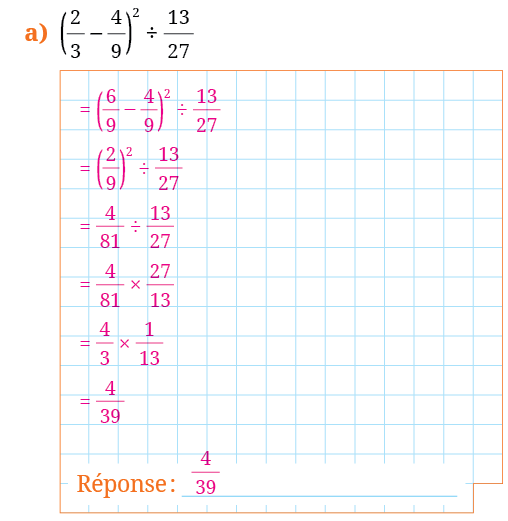 a) (2/3 − 4/9)² ÷ 13/27
= (6/9 − 4/9)² ÷ 13/27
= (2/9)² ÷ 13/27
= 4/81 ÷ 13/27
= 4/81 × 27/13
= 4/3 × 1/13
= 4/39
Réponse : 4/39